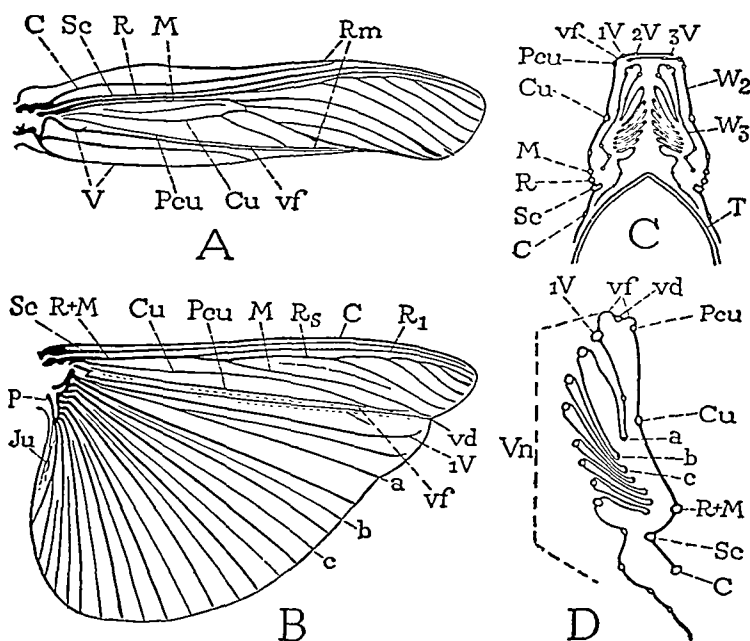 C Sc R M Rm
V Pcu Cu vf
A
vf 1V 2V 3V
Pcu
Cu
W2
W3
M
R
Sc
C
T
C
Sc R+M Cu Pcu M Rs C R1
P
Ju
vd
1V
vf
a
b
c
B
1V vf vd
Pcu
Cu
a
b
c
Vn
R+M
Sc
C
D